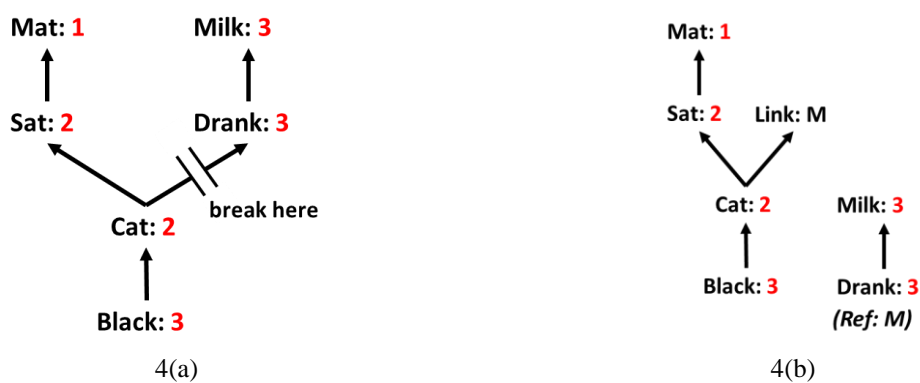 Mat: 1
Milk: 3
Sat: 2
Drank: 3
break here
Cat: 2
Black: 3
4(a)
Mat: 1
Sat: 2
Link: M
Cat: 2
Milk: 3
Black: 3
Drank: 3
(Ref: M)
4(b)